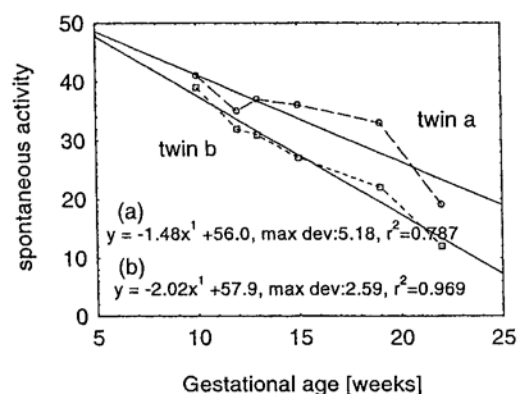 50
40
30
20
10
0
spontaneous activity
twin a
twin b
(a)
y = -1.48x¹ +56.0, max dev:5.18, r²=0.787
(b)
y = -2.02x¹ +57.9, max dev:2.59, r²=0.969
5 10 15 20 25
Gestational age [weeks]